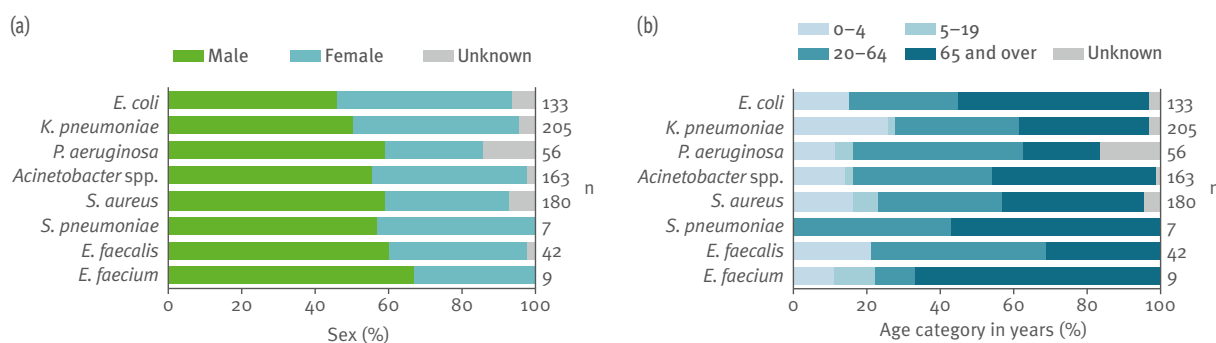 (a)
Male Female Unknown
E. coli 133
K. pneumoniae 205
P. aeruginosa 56
Acinetobacter spp. 163
n
S. aureus 180
S. pneumoniae 7
E. faecalis 42
E. faecium 9
0 20 40 60 80 100
Sex (%)
(b)
0–4 5–19
20–64 65 and over Unknown
E. coli 133
K. pneumoniae 205
P. aeruginosa 56
Acinetobacter spp. 163
n
S. aureus 180
S. pneumoniae 7
E. faecalis 42
E. faecium 9
0 20 40 60 80 100
Age category in years (%)